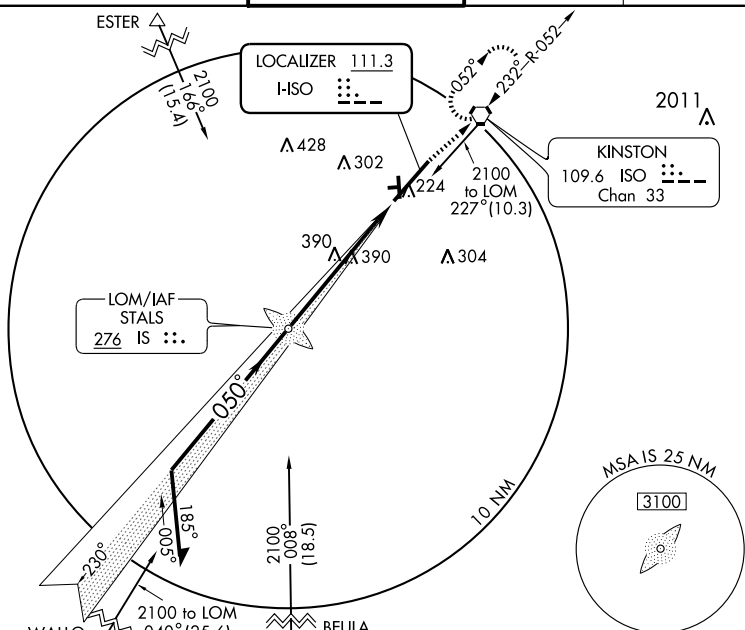 ESTER
2100
166°
(15.4)
LOCALIZER 111.3
I-ISO
052°
232°
R-052
2011
428
302
224
2100
to LOM
227°(10.3)
KINSTON
109.6 ISO
Chan 33
390
390
304
LOM/IAF
STALS
276 IS
050°
185°
005°
230°
2100
008°
(18.5)
10 NM
MSA IS 25 NM
3100
2100 to LOM
BEULA